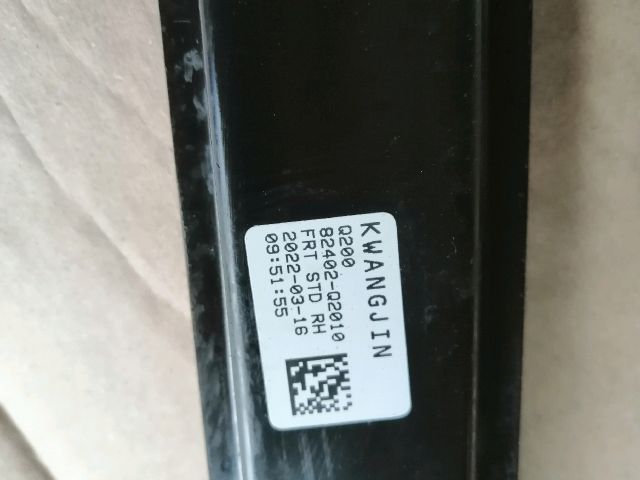 KWANGJIN
Q200
82402-Q2010
FRT STD RH
2022-03-16
09:51:55